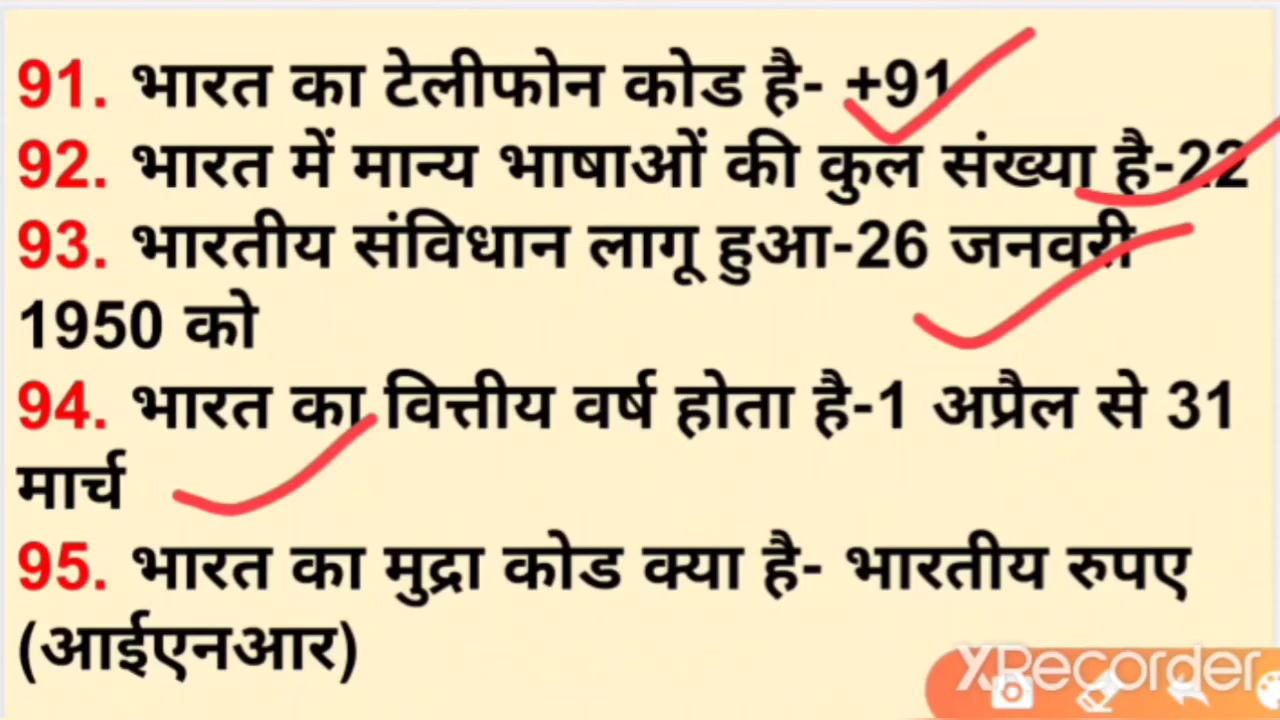 91. भारत का टेलीफोन कोड है- +91
92. भारत में मान्य भाषाओं की कुल संख्या है-22
93. भारतीय संविधान लागू हुआ-26 जनवरी
1950 को
94. भारत का वित्तीय वर्ष होता है-1 अप्रैल से 31
मार्च
95. भारत का मुद्रा कोड क्या है- भारतीय रुपए
(आईएनआर)
XRecorder